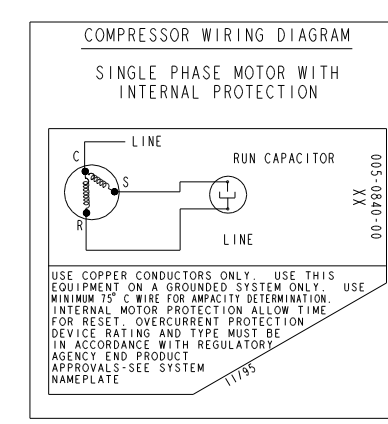 COMPRESSOR WIRING DIAGRAM
SINGLE PHASE MOTOR WITH
INTERNAL PROTECTION
LINE
C
S
R
RUN CAPACITOR
LINE
005-0840-00
XX
USE COPPER CONDUCTORS ONLY. USE THIS
EQUIPMENT ON A GROUNDED SYSTEM ONLY. USE
MINIMUM 75° C WIRE FOR AMPACITY DETERMINATION.
INTERNAL MOTOR PROTECTION ALLOW TIME
FOR RESET. OVERCURRENT PROTECTION
DEVICE RATING AND TYPE MUST BE
IN ACCORDANCE WITH REGULATORY
AGENCY END PRODUCT
APPROVALS-SEE SYSTEM
NAMEPLATE
11/95